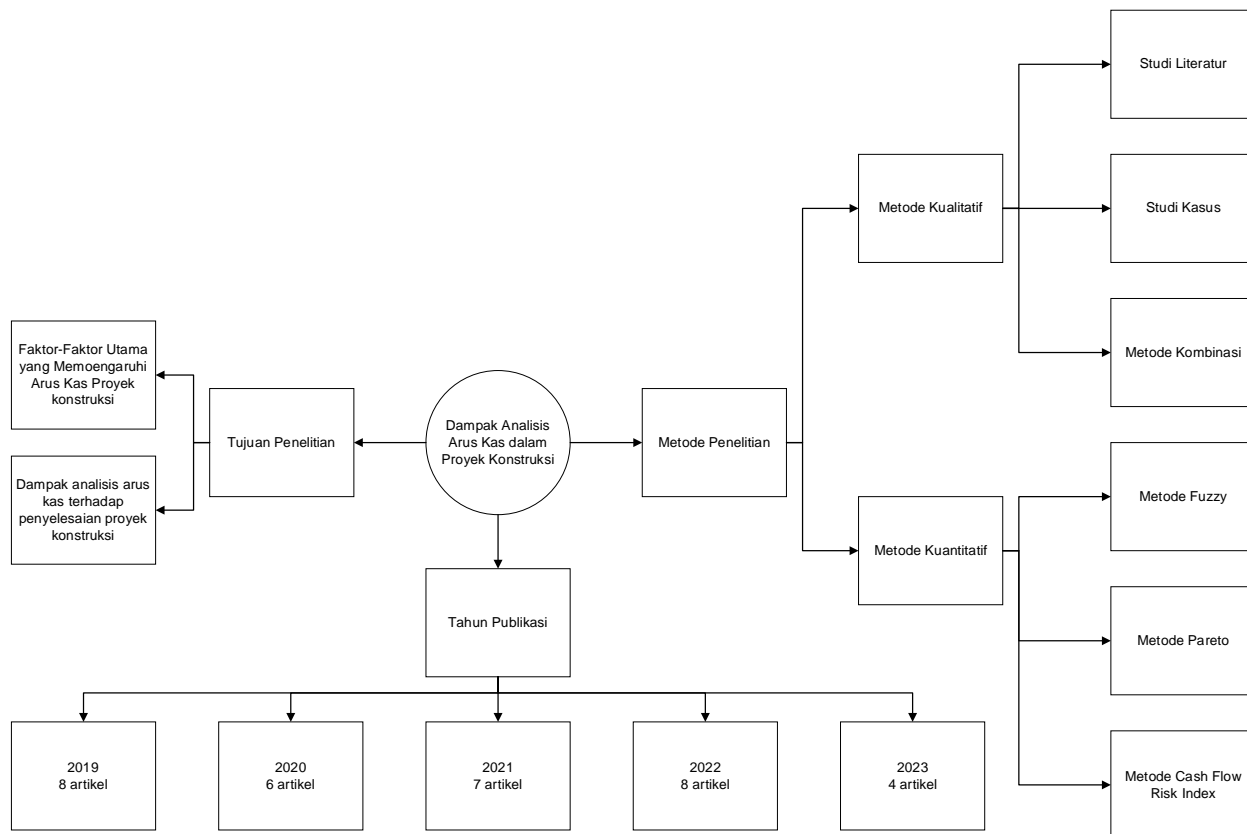 Studi Literatur
Metode Kualitatif
Studi Kasus
Metode Kombinasi
Faktor-Faktor Utama
yang Memoengaruhi
Arus Kas Proyek
konstruksi
Dampak analisis arus
kas terhadap
penyelesaian proyek
konstruksi
Tujuan Penelitian
Dampak Analisis
Arus Kas dalam
Proyek Konstruksi
Metode Penelitian
Metode Fuzzy
Metode Kuantitatif
Metode Pareto
Metode Cash Flow
Risk Index
Tahun Publikasi
2019
8 artikel
2020
6 artikel
2021
7 artikel
2022
8 artikel
2023
4 artikel